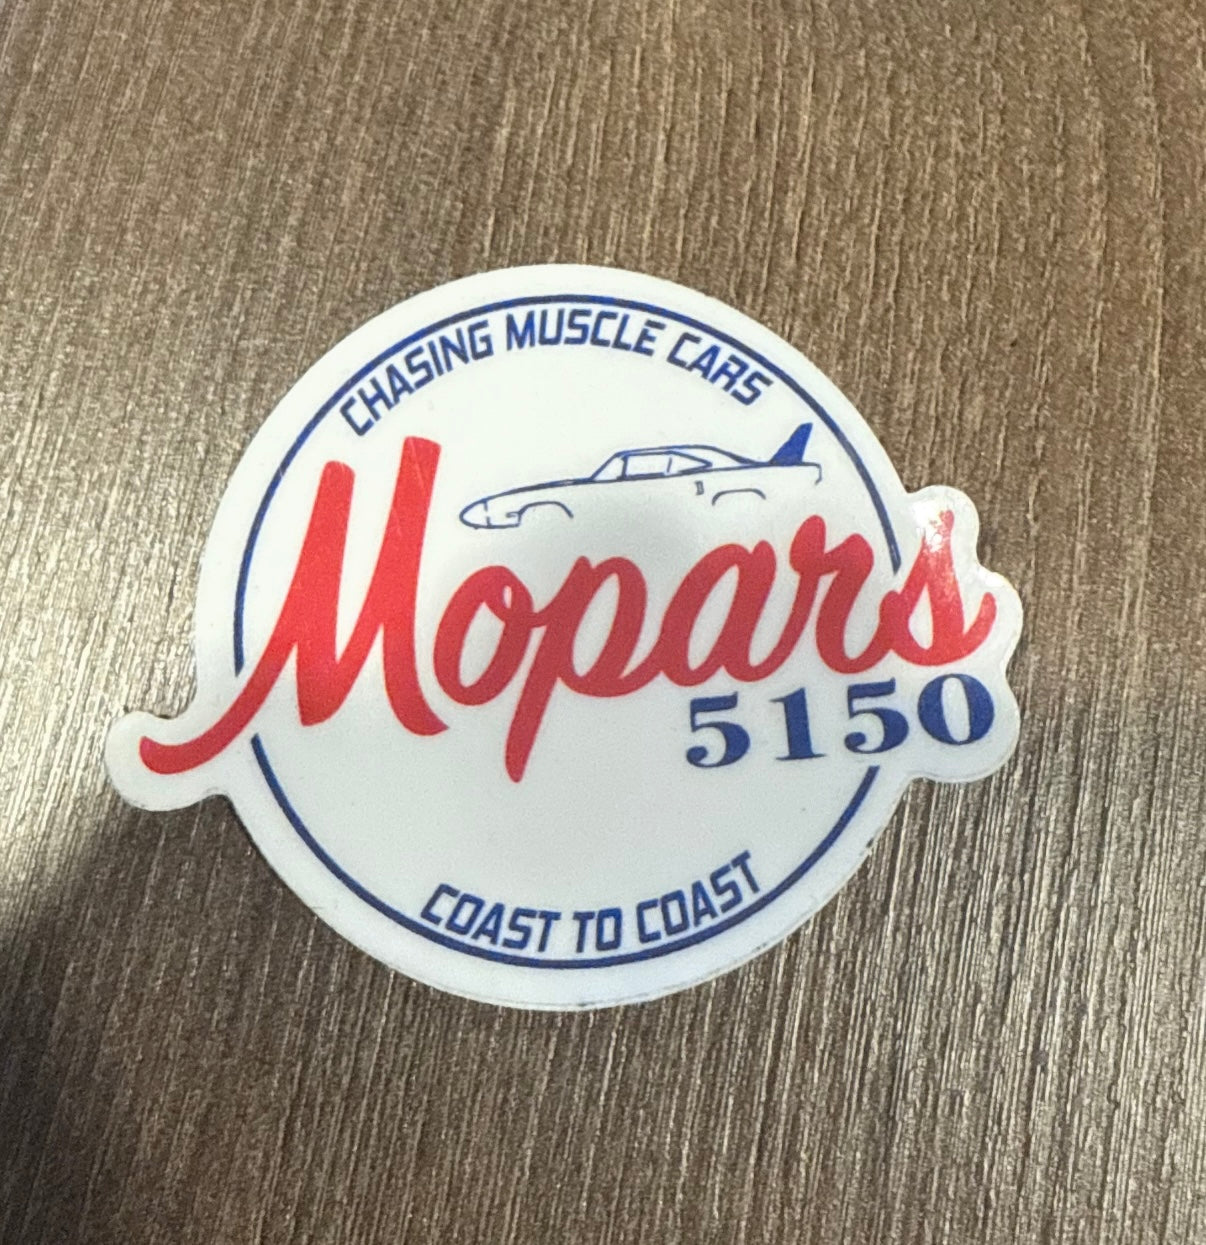 CHASING MUSCLE CARS
Mopars
5150
COAST TO COAST